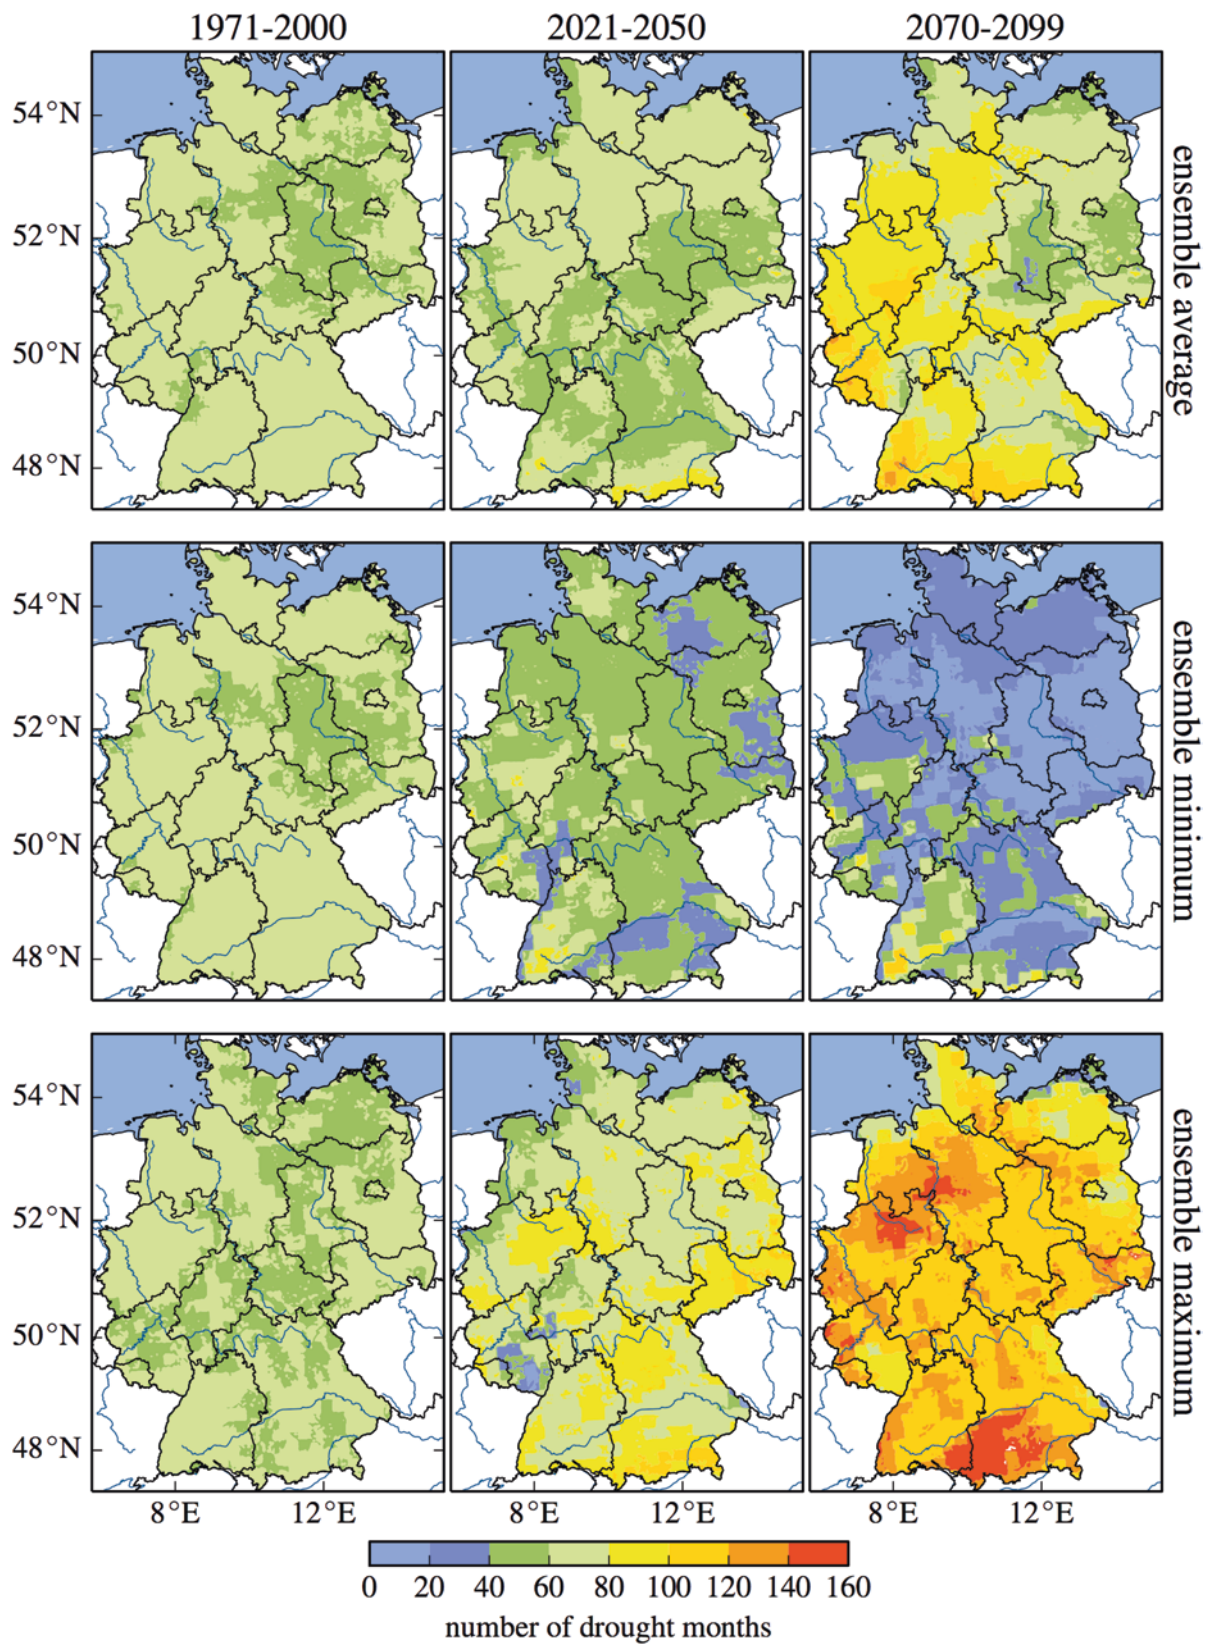 1971-2000 2021-2050 2070-2099
54°N
52°N
50°N
48°N
ensemble average
54°N
52°N
50°N
48°N
ensemble minimum
54°N
52°N
50°N
48°N
ensemble maximum
8°E 12°E 8°E 12°E 8°E 12°E
0 20 40 60 80 100 120 140 160
number of drought months